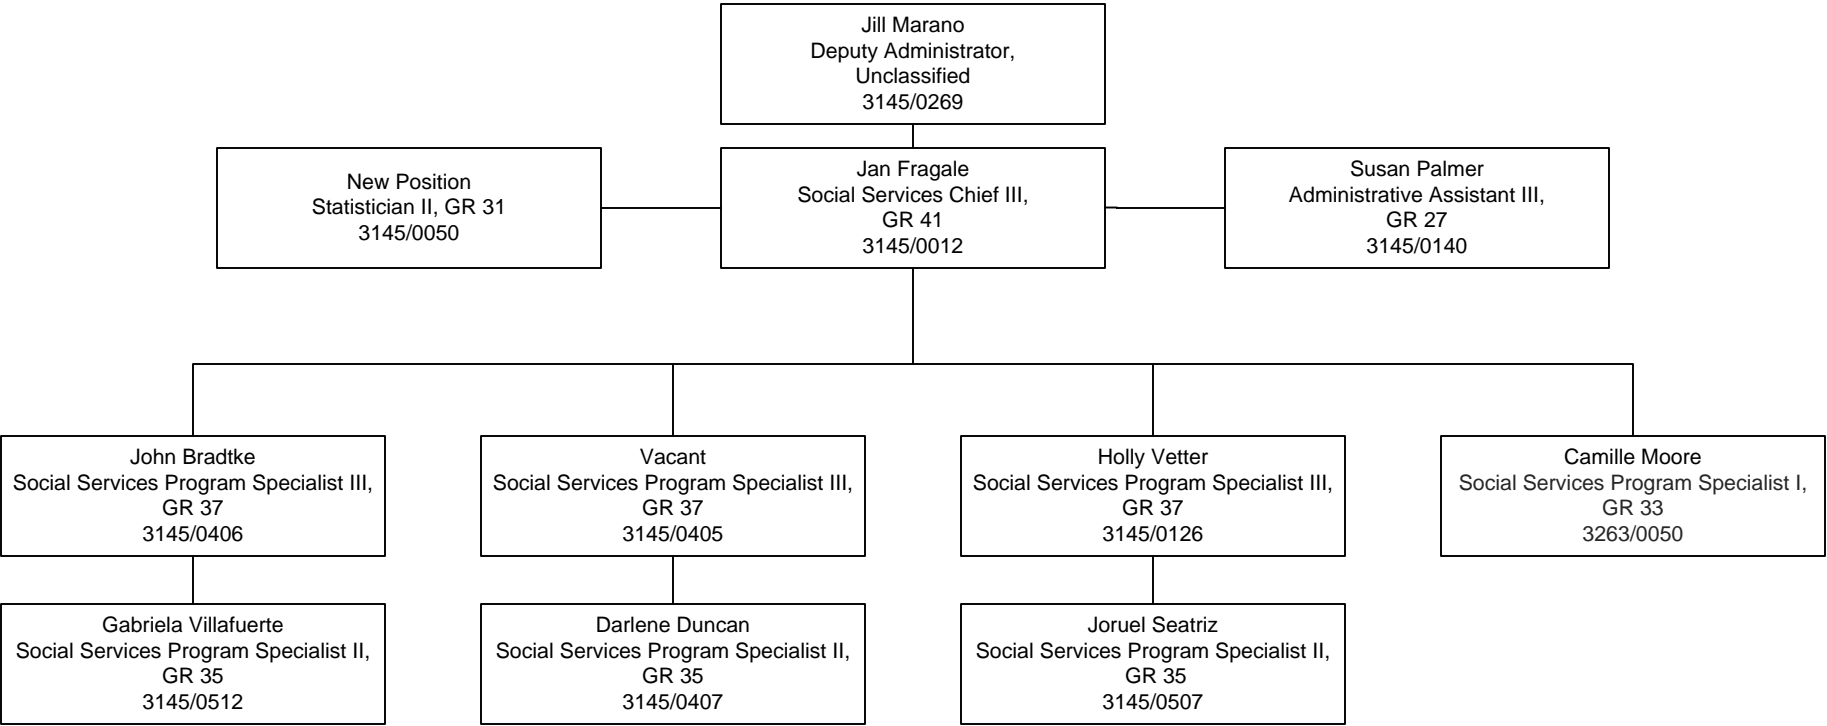 Jill Marano
Deputy Administrator,
Unclassified
3145/0269
New Position
Statistician II, GR 31
3145/0050
Jan Fragale
Social Services Chief III,
GR 41
3145/0012
Susan Palmer
Administrative Assistant III,
GR 27
3145/0140
John Bradtke
Social Services Program Specialist III,
GR 37
3145/0406
Vacant
Social Services Program Specialist III,
GR 37
3145/0405
Holly Vetter
Social Services Program Specialist III,
GR 37
3145/0126
Camille Moore
Social Services Program Specialist I,
GR 33
3263/0050
Gabriela Villafuerte
Social Services Program Specialist II,
GR 35
3145/0512
Darlene Duncan
Social Services Program Specialist II,
GR 35
3145/0407
Joruel Seatriz
Social Services Program Specialist II,
GR 35
3145/0507